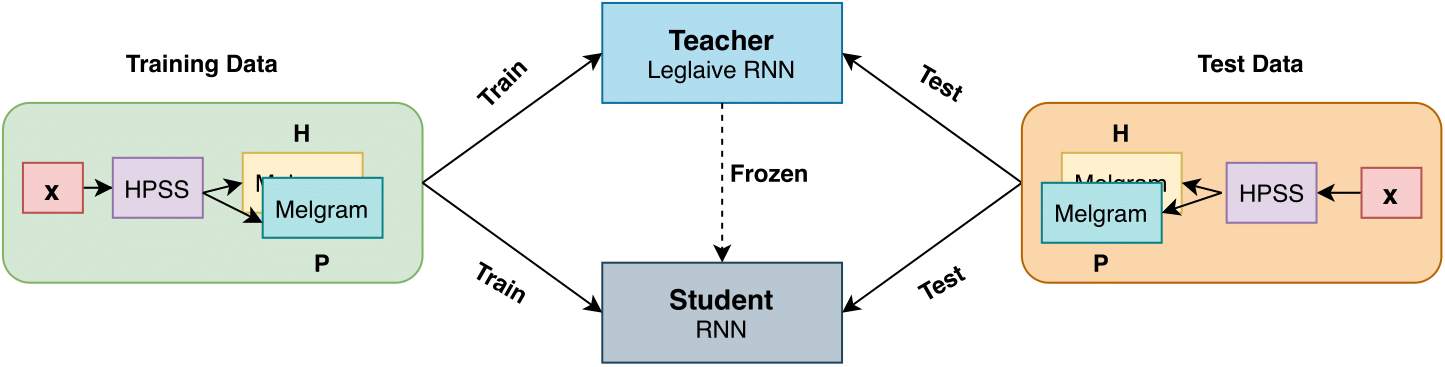 Training Data
H
x
HPSS
Melgram
P
Train
Train
Teacher
Leglaive RNN
Frozen
Student
RNN
Test
Test
Test Data
H
Melgram
Melgram
HPSS
x
P